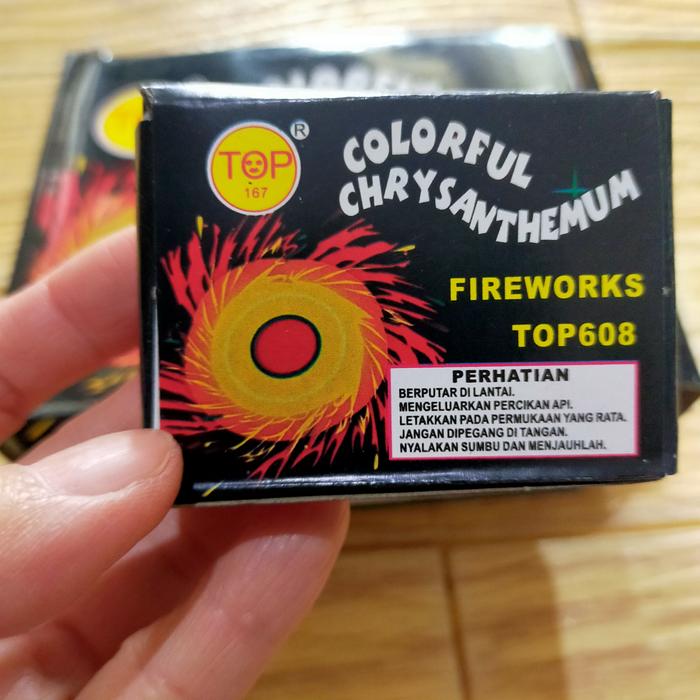 TOP
167
®
COLORFUL
CHRYSANTHEMUM
FIREWORKS
TOP608
PERHATIAN
BERPUTAR DI LANTAI.
MENGELUARKAN PERCIKAN API.
LETAKKAN PADA PERMUKAAN YANG RATA.
JANGAN DIPEGANG DI TANGAN.
NYALAKAN SUMBU DAN MENJAUHLAH.